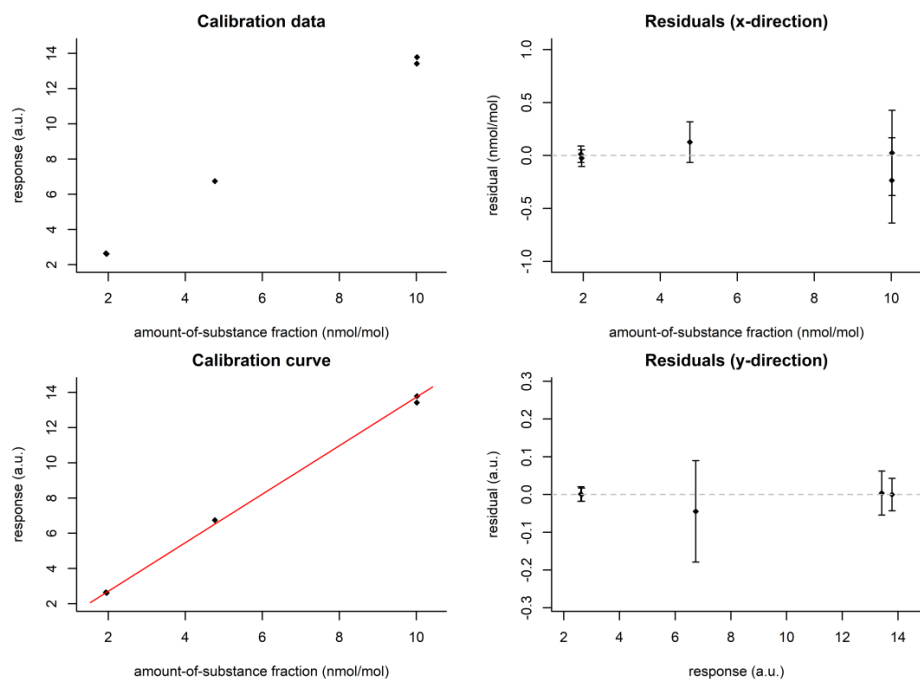 Calibration data
response (a.u.)
14
12
10
8
6
4
2
2 4 6 8 10
amount-of-substance fraction (nmol/mol)
Residuals (x-direction)
residual (nmol/mol)
1.0
0.5
0.0
-0.5
-1.0
2 4 6 8 10
amount-of-substance fraction (nmol/mol)
Calibration curve
response (a.u.)
14
12
10
8
6
4
2
2 4 6 8 10
amount-of-substance fraction (nmol/mol)
Residuals (y-direction)
residual (a.u.)
0.3
0.2
0.1
0.0
-0.1
-0.2
-0.3
2 4 6 8 10 12 14
response (a.u.)